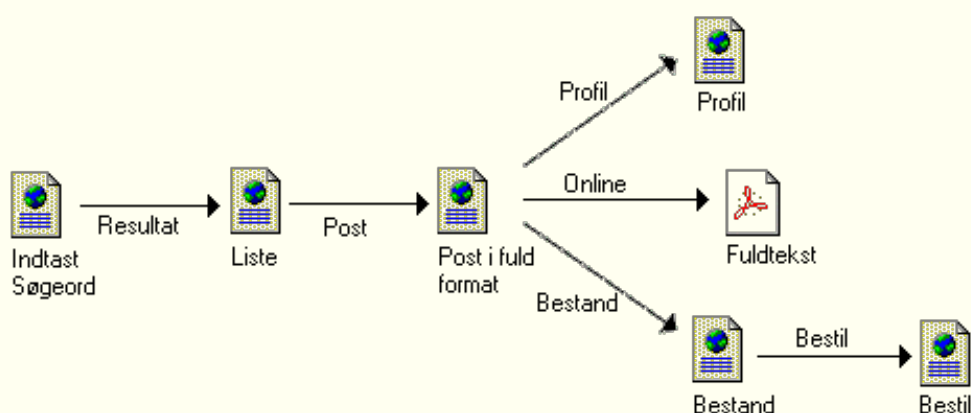 Profil
Profil
Online
Resultat
Post
Indtast
Søgeord
Liste
Post i fuld
format
Fuldtekst
Bestand
Bestil
Bestand
Bestil